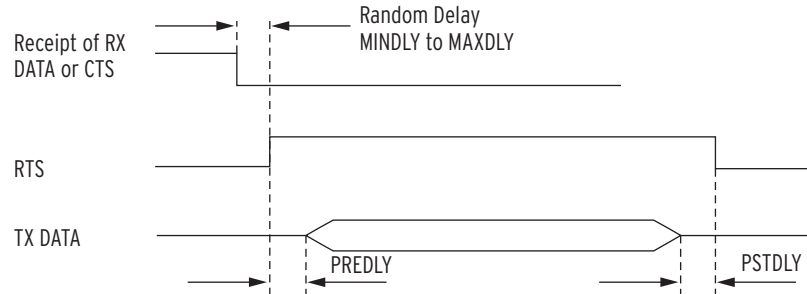 Random Delay
MINDLY to MAXDLY
Receipt of RX
DATA or CTS
RTS
TX DATA
PREDLY
PSTDLY